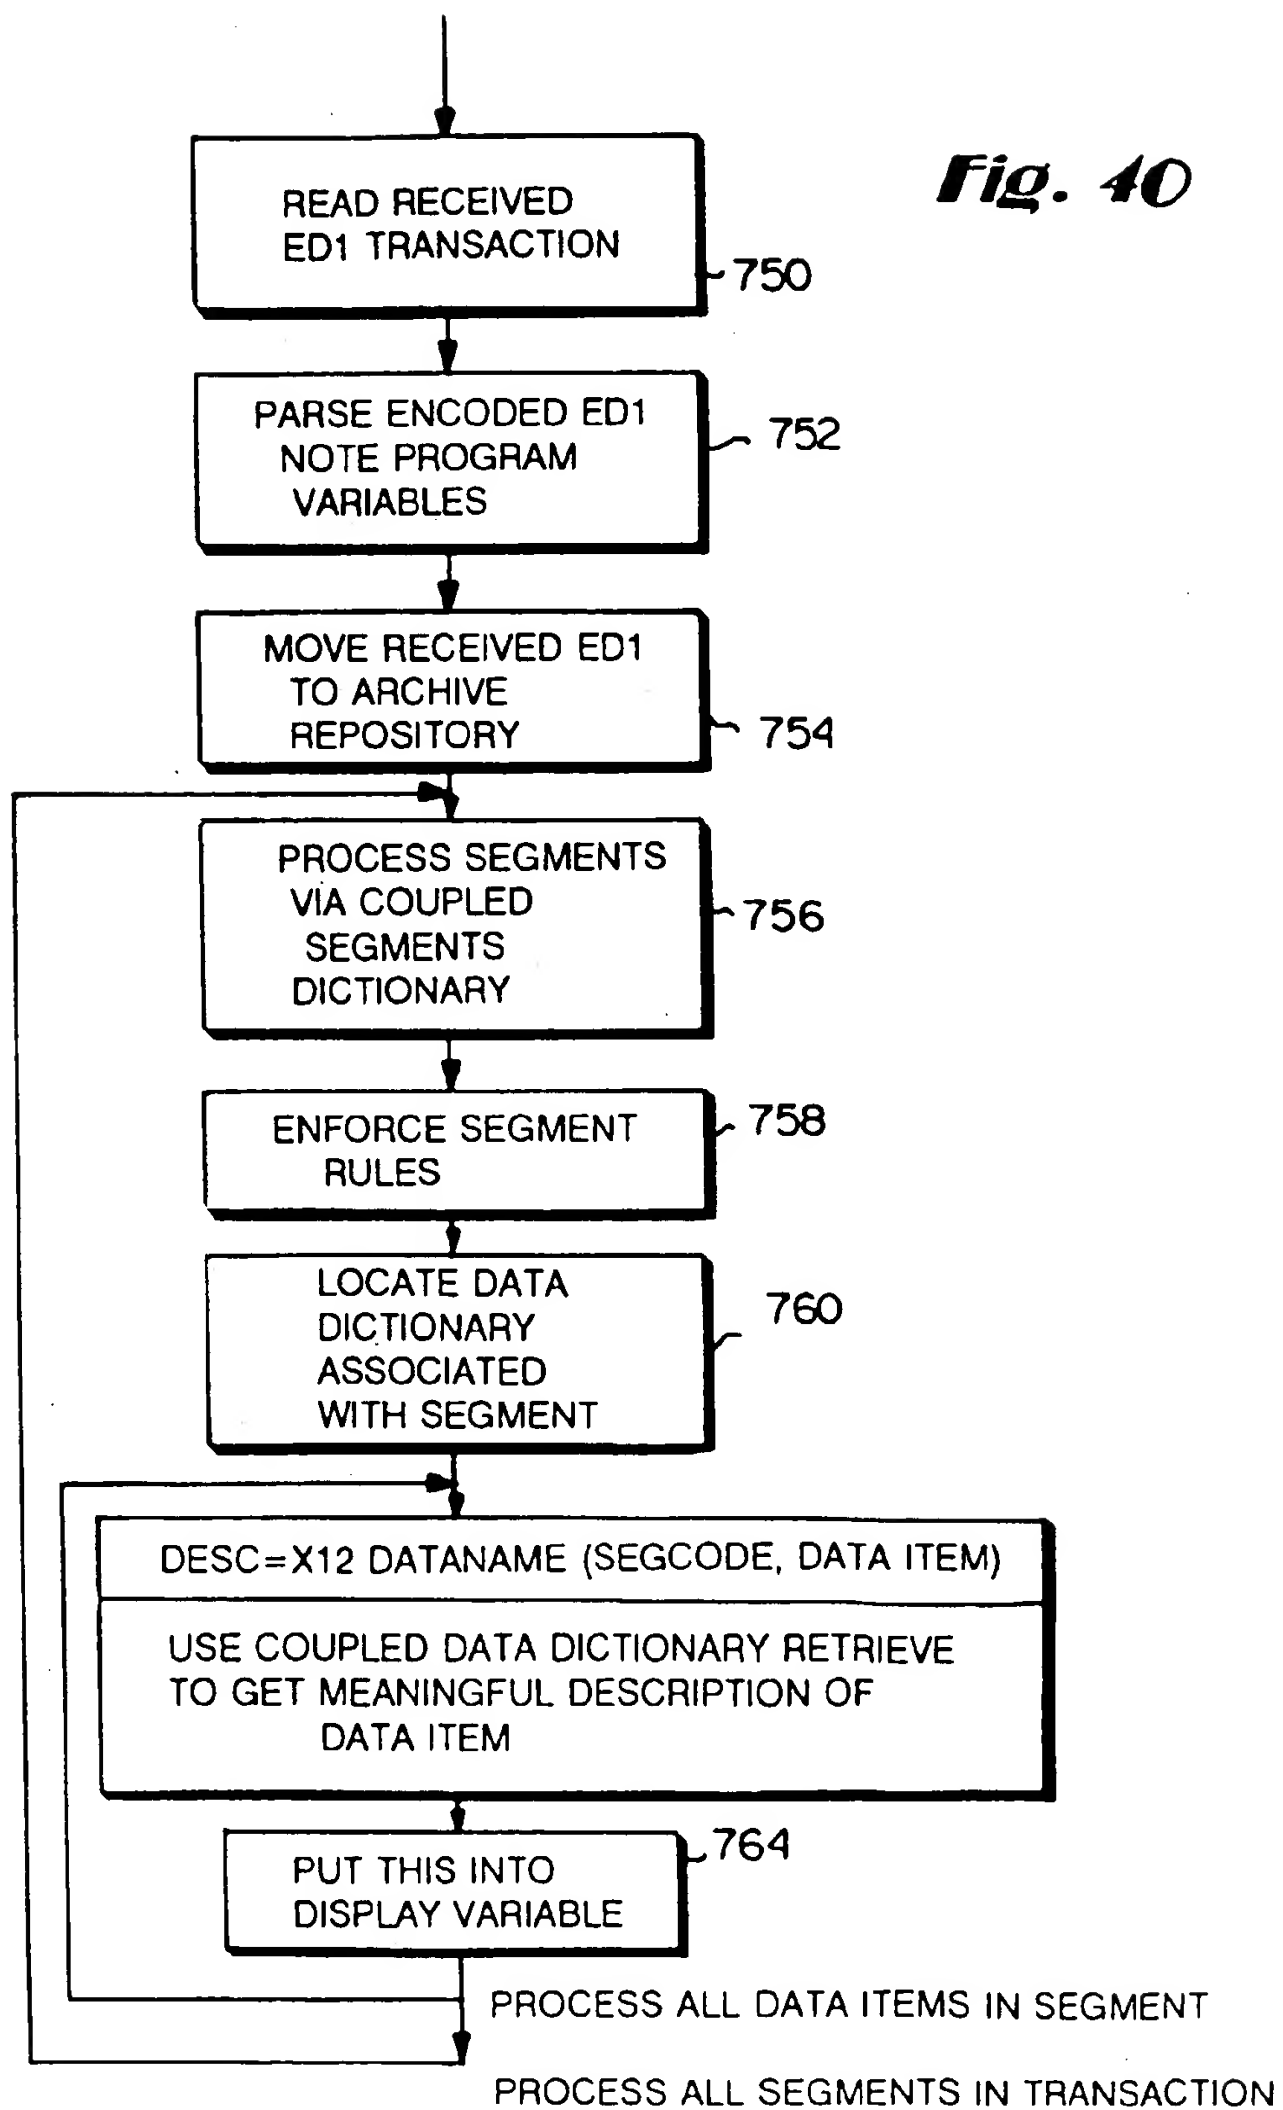 Fig. 40
READ RECEIVED
ED1 TRANSACTION
750
PARSE ENCODED ED1
NOTE PROGRAM
VARIABLES
752
MOVE RECEIVED ED1
TO ARCHIVE
REPOSITORY
754
PROCESS SEGMENTS
VIA COUPLED
SEGMENTS
DICTIONARY
756
ENFORCE SEGMENT
RULES
758
LOCATE DATA
DICTIONARY
ASSOCIATED
WITH SEGMENT
760
DESC=X12 DATANAME (SEGCODE, DATA ITEM)
USE COUPLED DATA DICTIONARY RETRIEVE
TO GET MEANINGFUL DESCRIPTION OF
DATA ITEM
PUT THIS INTO
DISPLAY VARIABLE
764
PROCESS ALL DATA ITEMS IN SEGMENT
PROCESS ALL SEGMENTS IN TRANSACTION